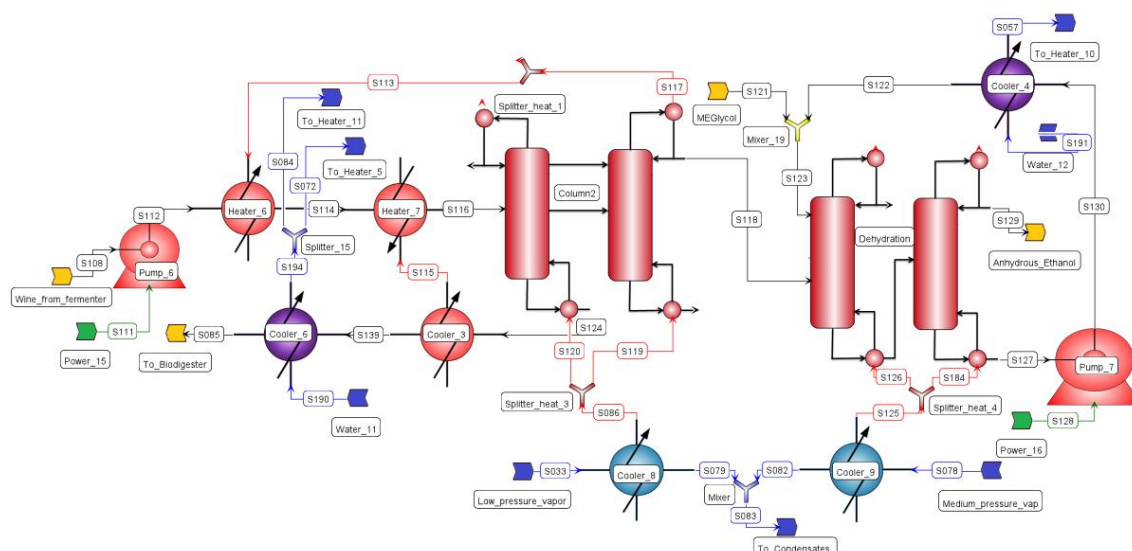 S057
To_Heater_10
S113
S117
S121
S122
Cooler_4
MEGlycol
Splitter_heat_1
To_Heater_11
S084
Mixer_19
S191
Water_12
To_Heater_5
S072
S123
S130
Heater_6
Heater_7
Column2
S112
S114
S116
S118
S129
Dehydration
Splitter_15
Anhydrous_Ethanol
S108
Pump_6
S194
S115
Wine_from_fermenter
S111
S085
Cooler_6
S139
Cooler_3
S124
Power_15
To_Biodigester
S120
S119
S127
Pump_7
S126
S184
S190
Splitter_heat_3
Splitter_heat_4
S128
Water_11
S086
S125
Power_16
S033
Cooler_8
S079
S082
Cooler_9
S078
Low_pressure_vapor
Mixer
Medium_pressure_vap
S083
To_Condensates